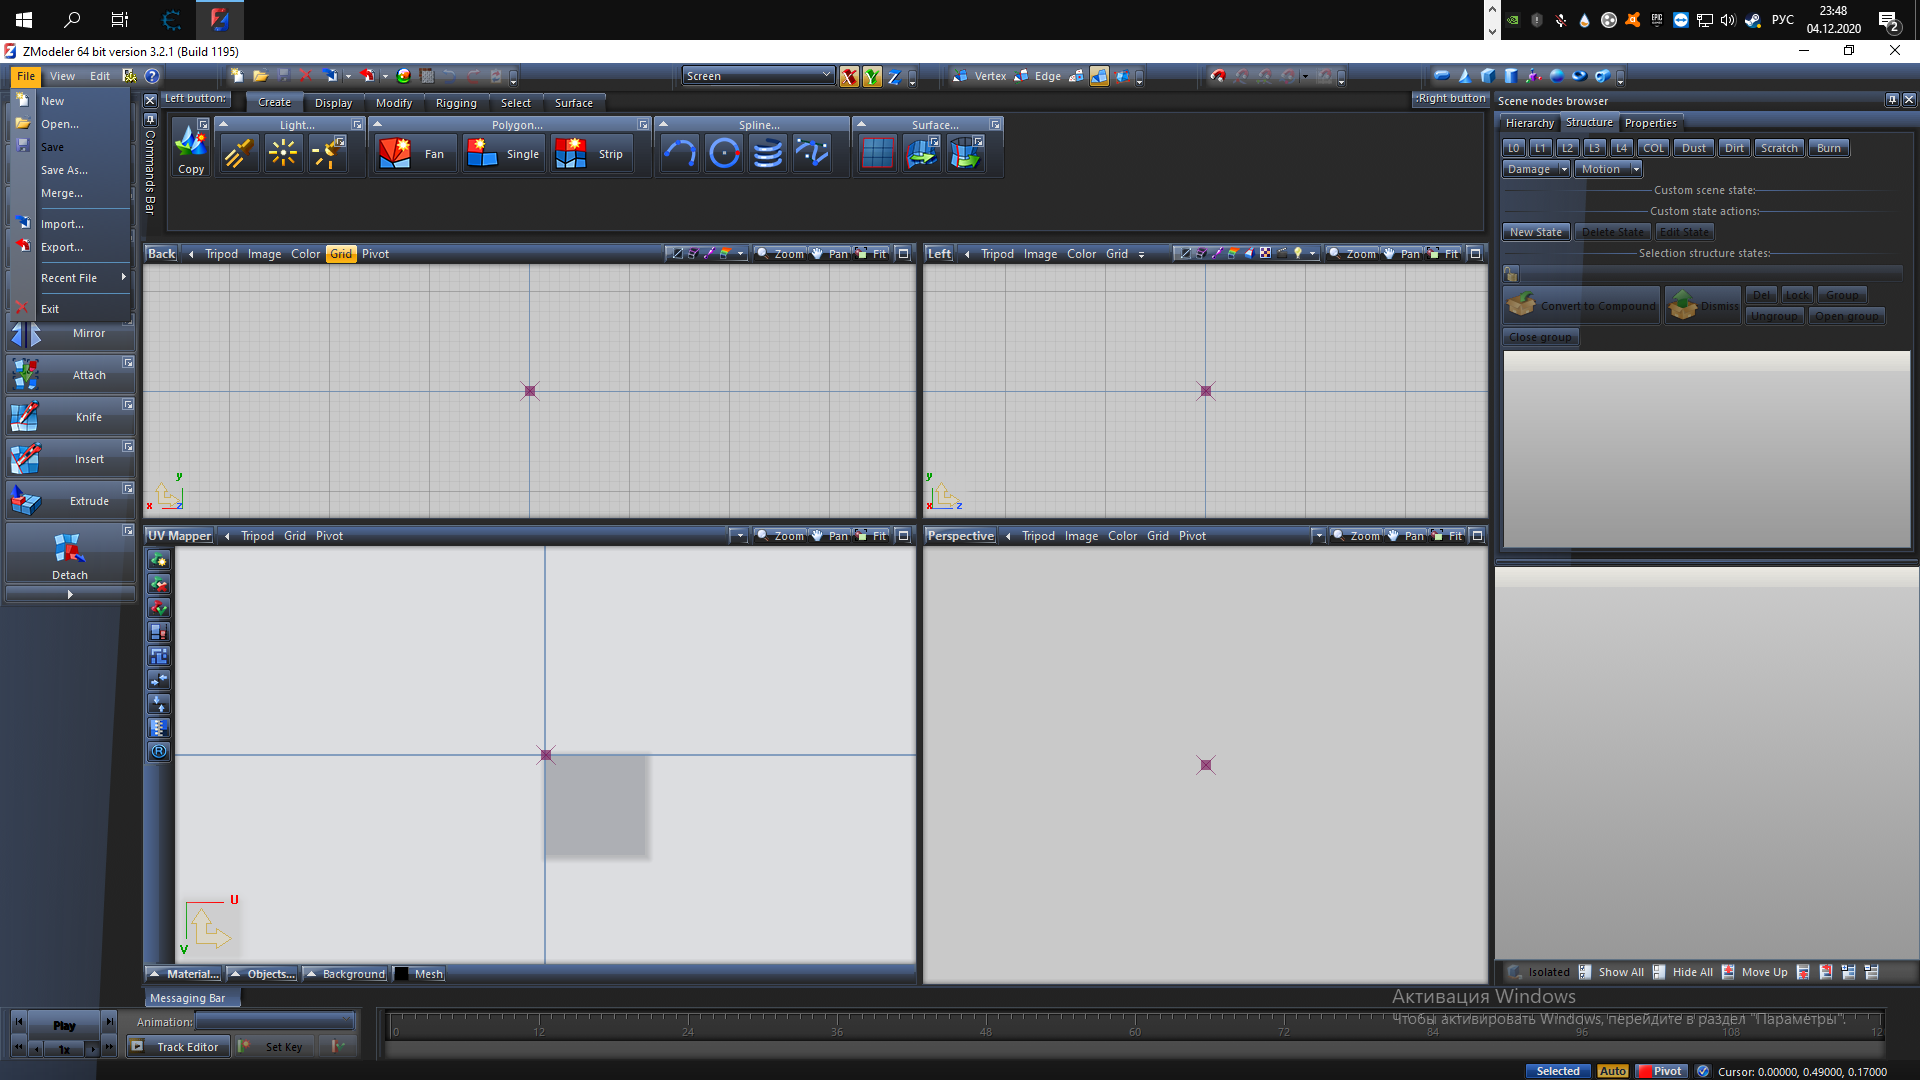 РУС
23:48
04.12.2020
2
ZModeler 64 bit version 3.2.1 (Build 1195)
File View Edit
Screen
X Y Z
Vertex Edge
New
Open...
Save
Save As...
Merge...
Import...
Export...
Recent File
Exit
Mirror
Attach
Knife
Insert
Extrude
Detach
Commands Bar
Left button:
Create Display Modify Rigging Select Surface
:Right button
Copy
Light...
Polygon...
Fan
Single
Strip
Spline...
Surface...
Back Tripod Image Color Grid Pivot
Zoom Pan Fit
y
x z
Left Tripod Image Color Grid
Zoom Pan Fit
y
x z
UV Mapper Tripod Grid Pivot
Zoom Pan Fit
U
V
Material... Objects... Background Mesh
Perspective Tripod Image Color Grid Pivot
Zoom Pan Fit
Scene nodes browser
Hierarchy Structure Properties
L0 L1 L2 L3 L4 COL Dust Dirt Scratch Burn
Damage Motion
Custom scene state:
Custom state actions:
New State Delete State Edit State
Selection structure states:
Convert to Compound Dismiss Del Lock Group
Ungroup Open group
Close group
Isolated Show All Hide All Move Up
Активация Windows
Чтобы активировать Windows, перейдите в раздел "Параметры".
Messaging Bar
Play
1x
Animation:
Track Editor Set Key
0 12 24 36 48 60 72 84 96 108 12
Selected Auto Pivot Cursor: 0.00000, 0.49000, 0.17000